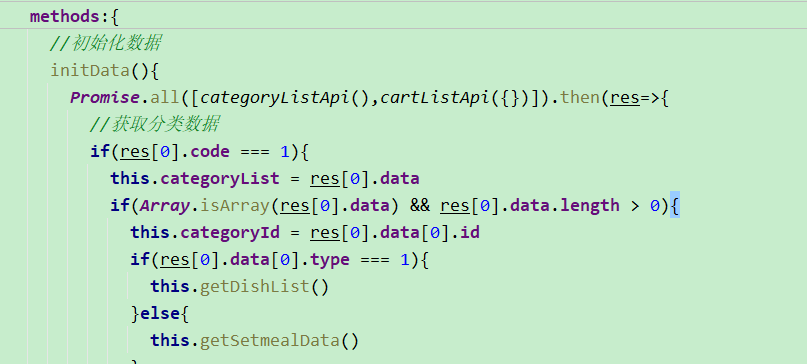 methods:{
//初始化数据
initData(){
Promise.all([categoryListApi(),cartListApi({})]).then(res=>{
//获取分类数据
if(res[0].code === 1){
this.categoryList = res[0].data
if(Array.isArray(res[0].data) && res[0].data.length > 0){
this.categoryId = res[0].data[0].id
if(res[0].data[0].type === 1){
this.getDishList()
}else{
this.getSetmealData()